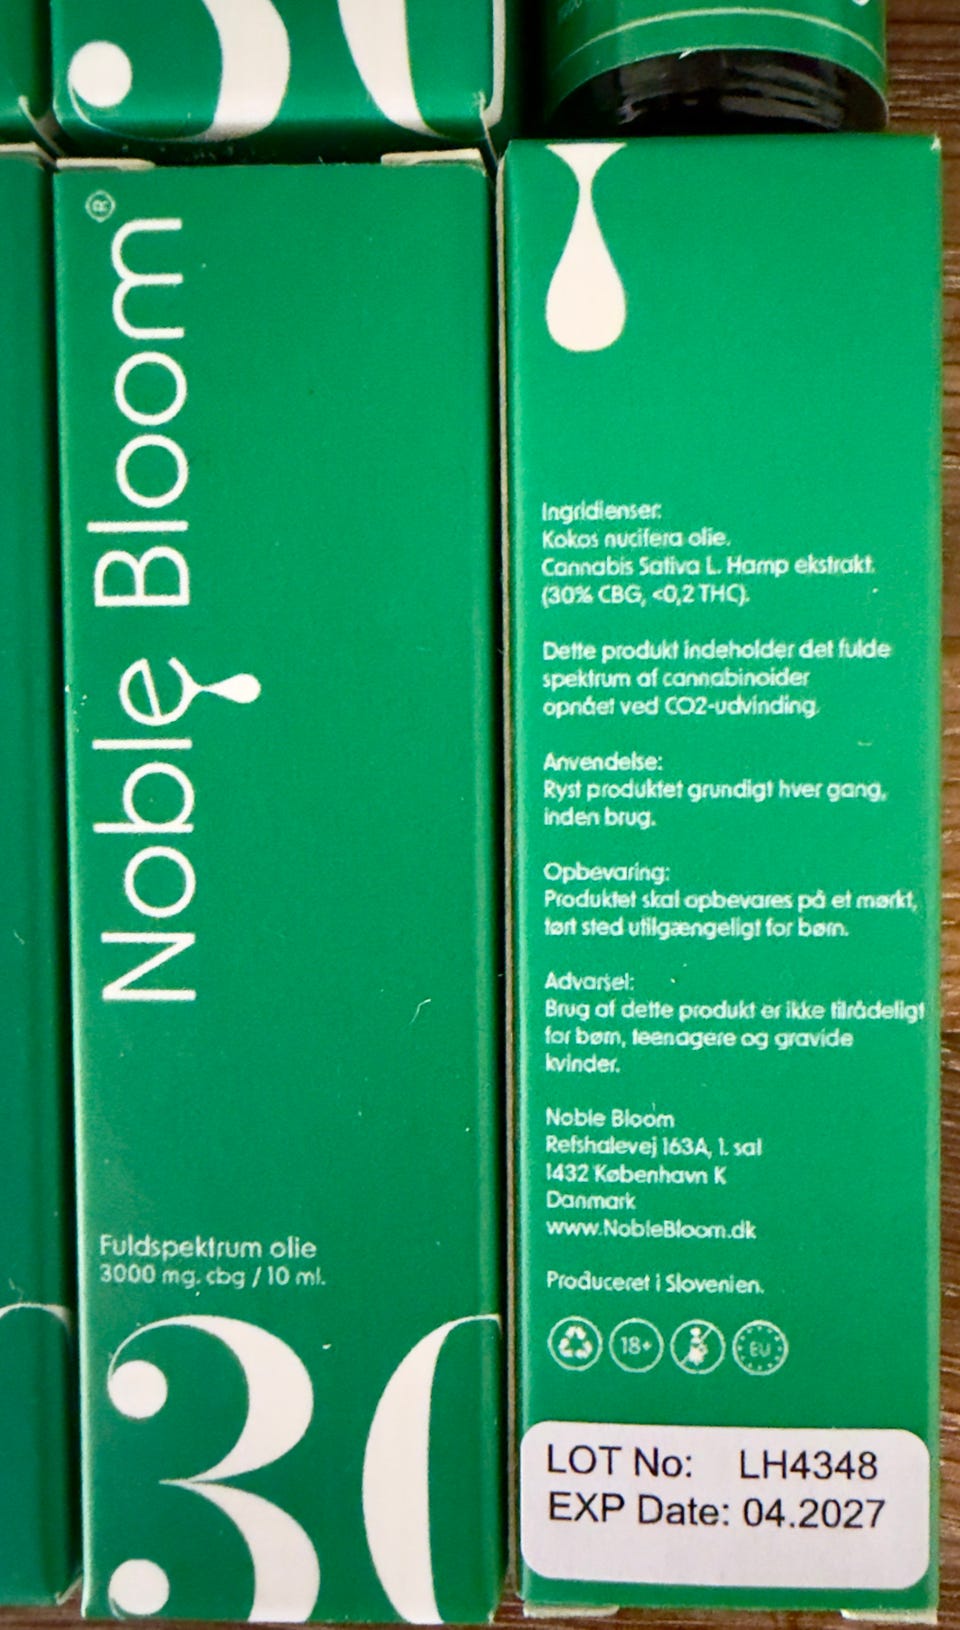 Noble Bloom®
Fuldspektrum olie
3000 mg. cbg / 10 ml.
30
Ingridienser:
Kokos nucifera olie.
Cannabis Sativa L. Hamp ekstrakt.
(30% CBG, <0,2 THC).
Dette produkt indeholder det fulde
spektrum af cannabinoider
opnået ved CO2-udvinding.
Anvendelse:
Ryst produktet grundigt hver gang,
inden brug.
Opbevaring:
Produktet skal opbevares på et mørkt,
tørt sted utilgængeligt for børn.
Advarsel:
Brug af dette produkt er ikke tilrådeligt
for børn, teenagere og gravide
kvinder.
Noble Bloom
Refshalevej 163A, 1. sal
1432 København K
Danmark
www.NobleBloom.dk
Produceret i Slovenien.
18+
EU
LOT No: LH4348
EXP Date: 04.2027